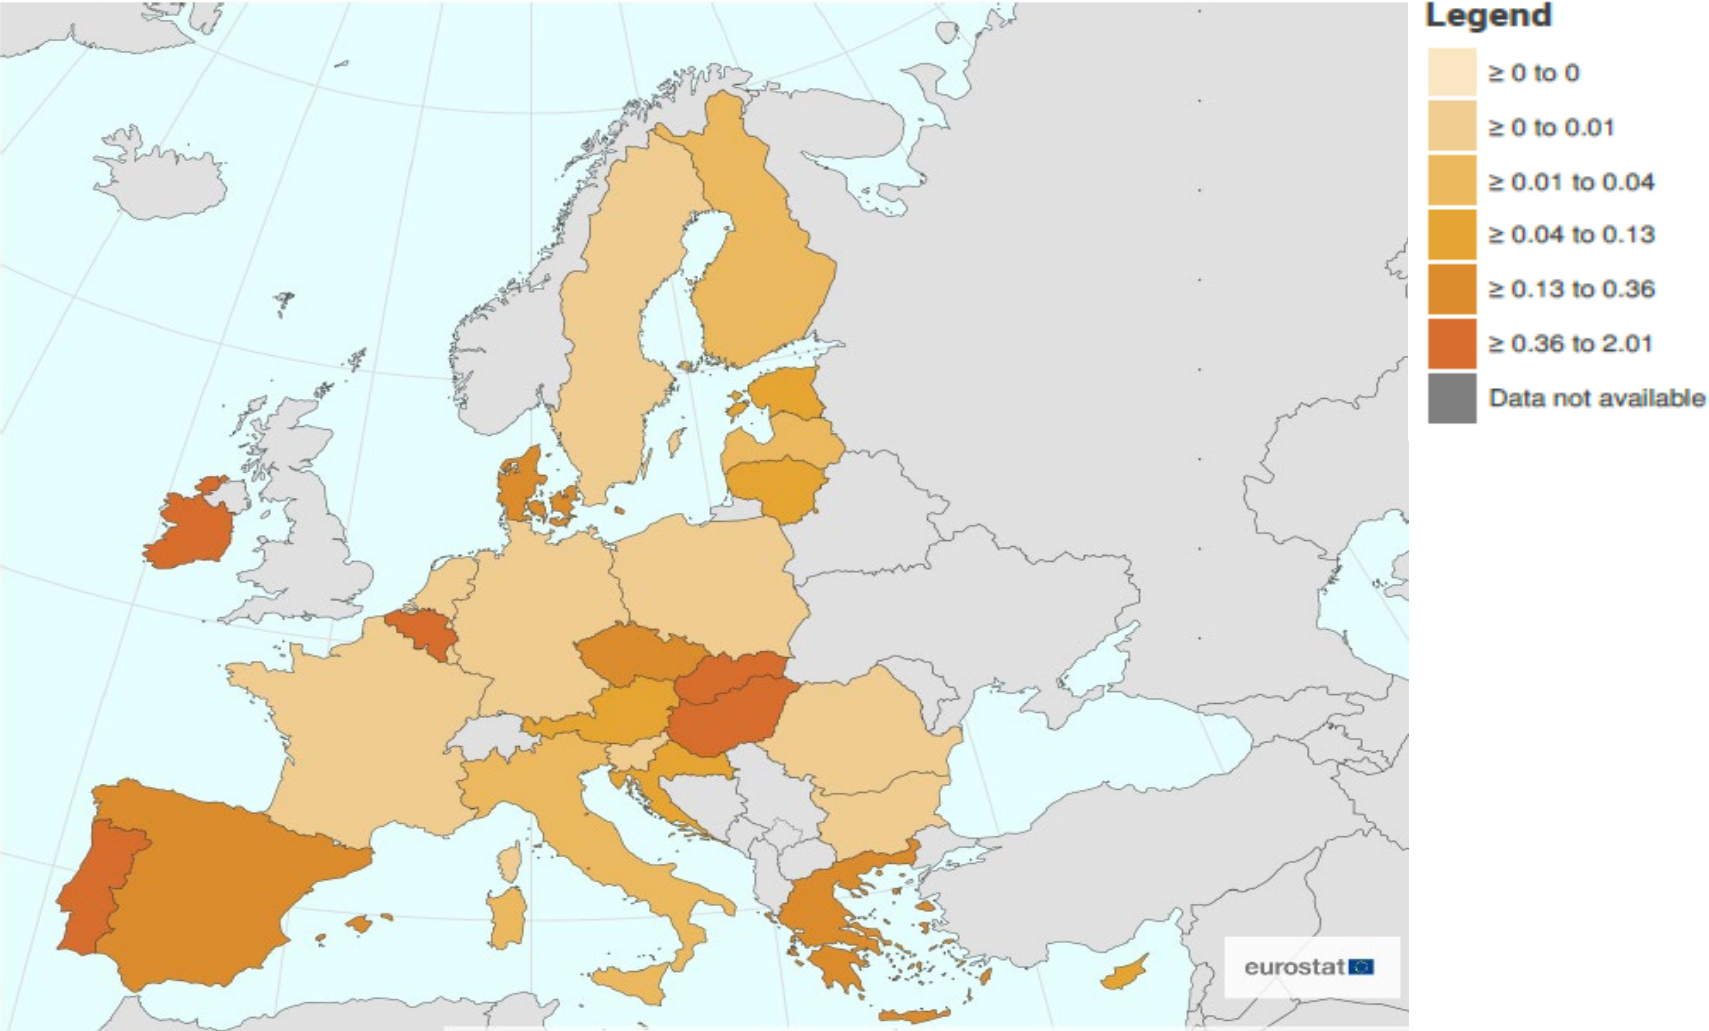 Legend
≥ 0 to 0
≥ 0 to 0.01
≥ 0.01 to 0.04
≥ 0.04 to 0.13
≥ 0.13 to 0.36
≥ 0.36 to 2.01
Data not available
eurostat